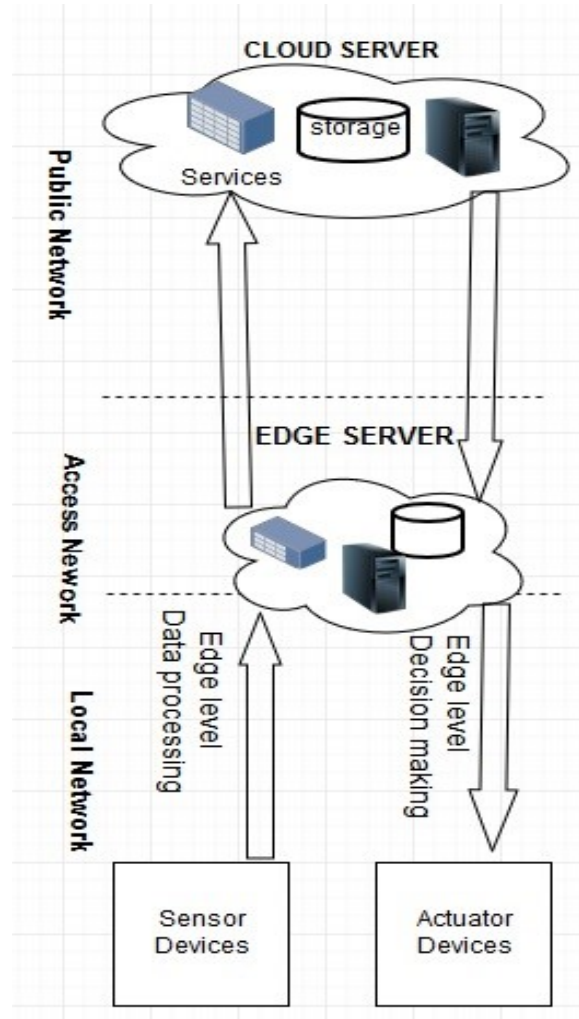 CLOUD SERVER
storage
Services
Public Network
EDGE SERVER
Access Nework
Edge level
Data processing
Edge level
Decision making
Local Network
Sensor
Devices
Actuator
Devices